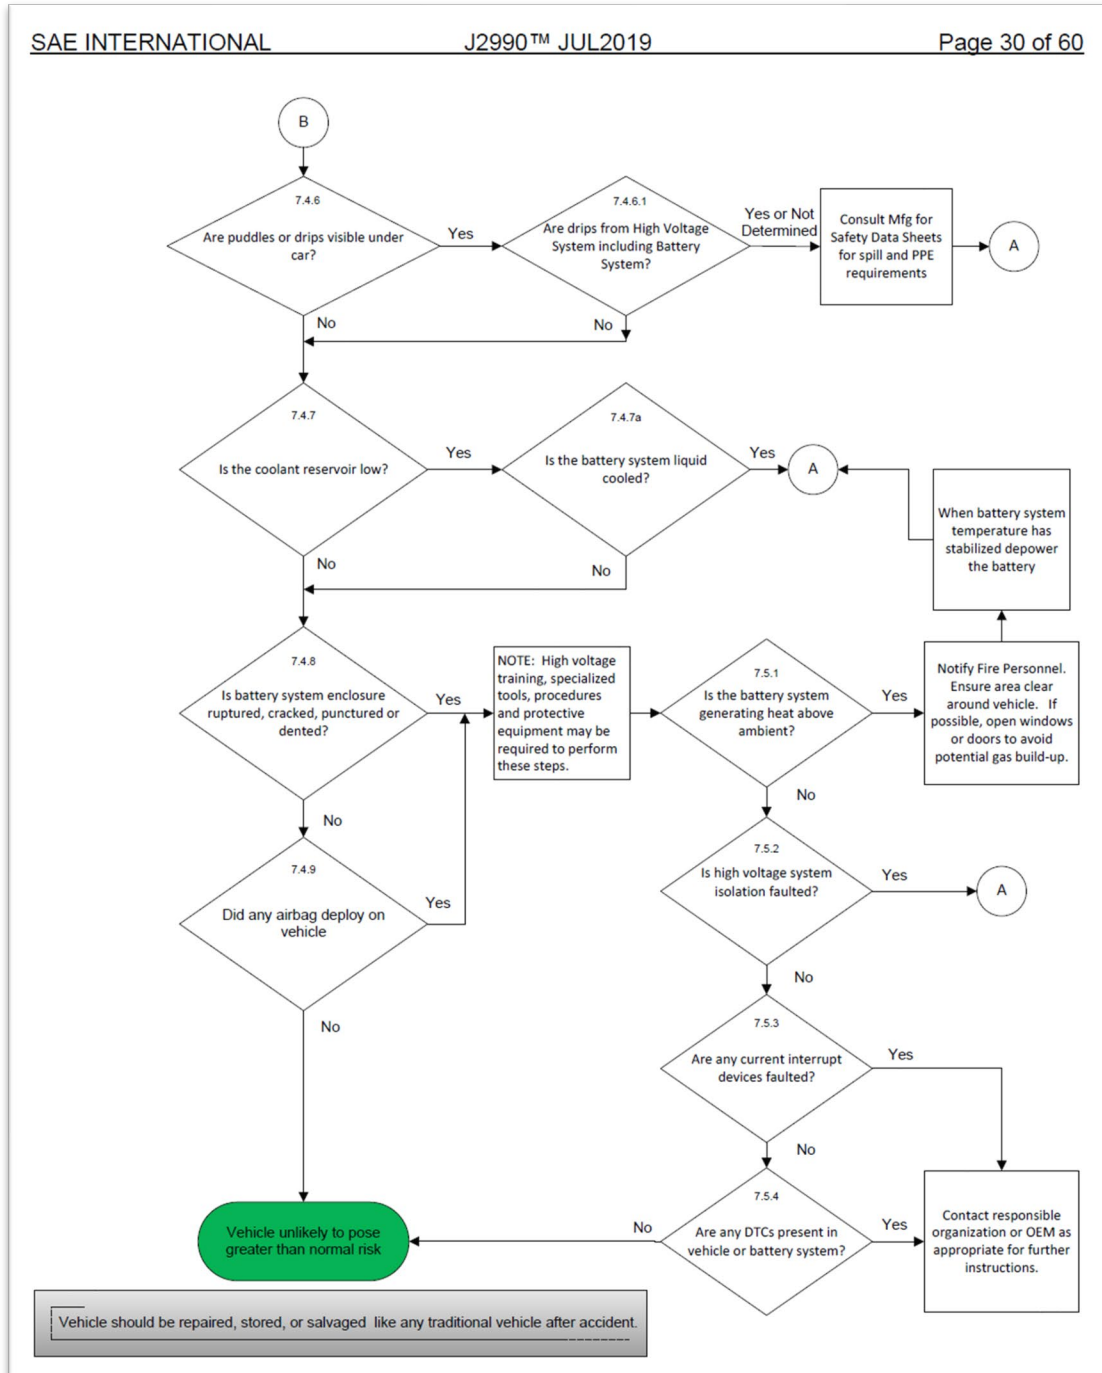 SAE INTERNATIONAL J2990™ JUL2019 Page 30 of 60
B
7.4.6
Are puddles or drips visible under
car?
Yes
7.4.6.1
Are drips from High Voltage
System including Battery
System?
Yes or Not
Determined
Consult Mfg for
Safety Data Sheets
for spill and PPE
requirements
A
No
No
7.4.7
Is the coolant reservoir low?
Yes
7.4.7a
Is the battery system liquid
cooled?
Yes
A
When battery system
temperature has
stabilized depower
the battery
No
No
7.4.8
Is battery system enclosure
ruptured, cracked, punctured or
dented?
Yes
NOTE: High voltage
training, specialized
tools, procedures
and protective
equipment may be
required to perform
these steps.
7.5.1
Is the battery system
generating heat above
ambient?
Yes
Notify Fire Personnel.
Ensure area clear
around vehicle. If
possible, open windows
or doors to avoid
potential gas build-up.
No
No
7.4.9
Did any airbag deploy on
vehicle
Yes
7.5.2
Is high voltage system
isolation faulted?
Yes
A
No
No
7.5.3
Are any current interrupt
devices faulted?
Yes
No
7.5.4
Are any DTCs present in
vehicle or battery system?
No
Yes
Contact responsible
organization or OEM as
appropriate for further
instructions.
Vehicle unlikely to pose
greater than normal risk
Vehicle should be repaired, stored, or salvaged like any traditional vehicle after accident.